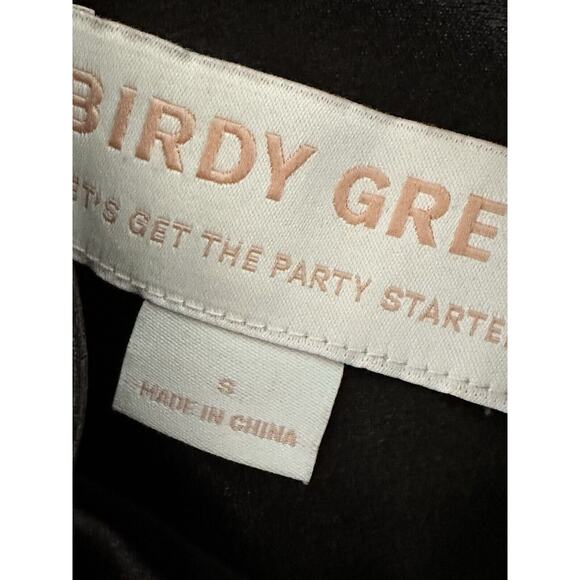 BIRDY GRE
ET'S GET THE PARTY STARTE
S
MADE IN CHINA